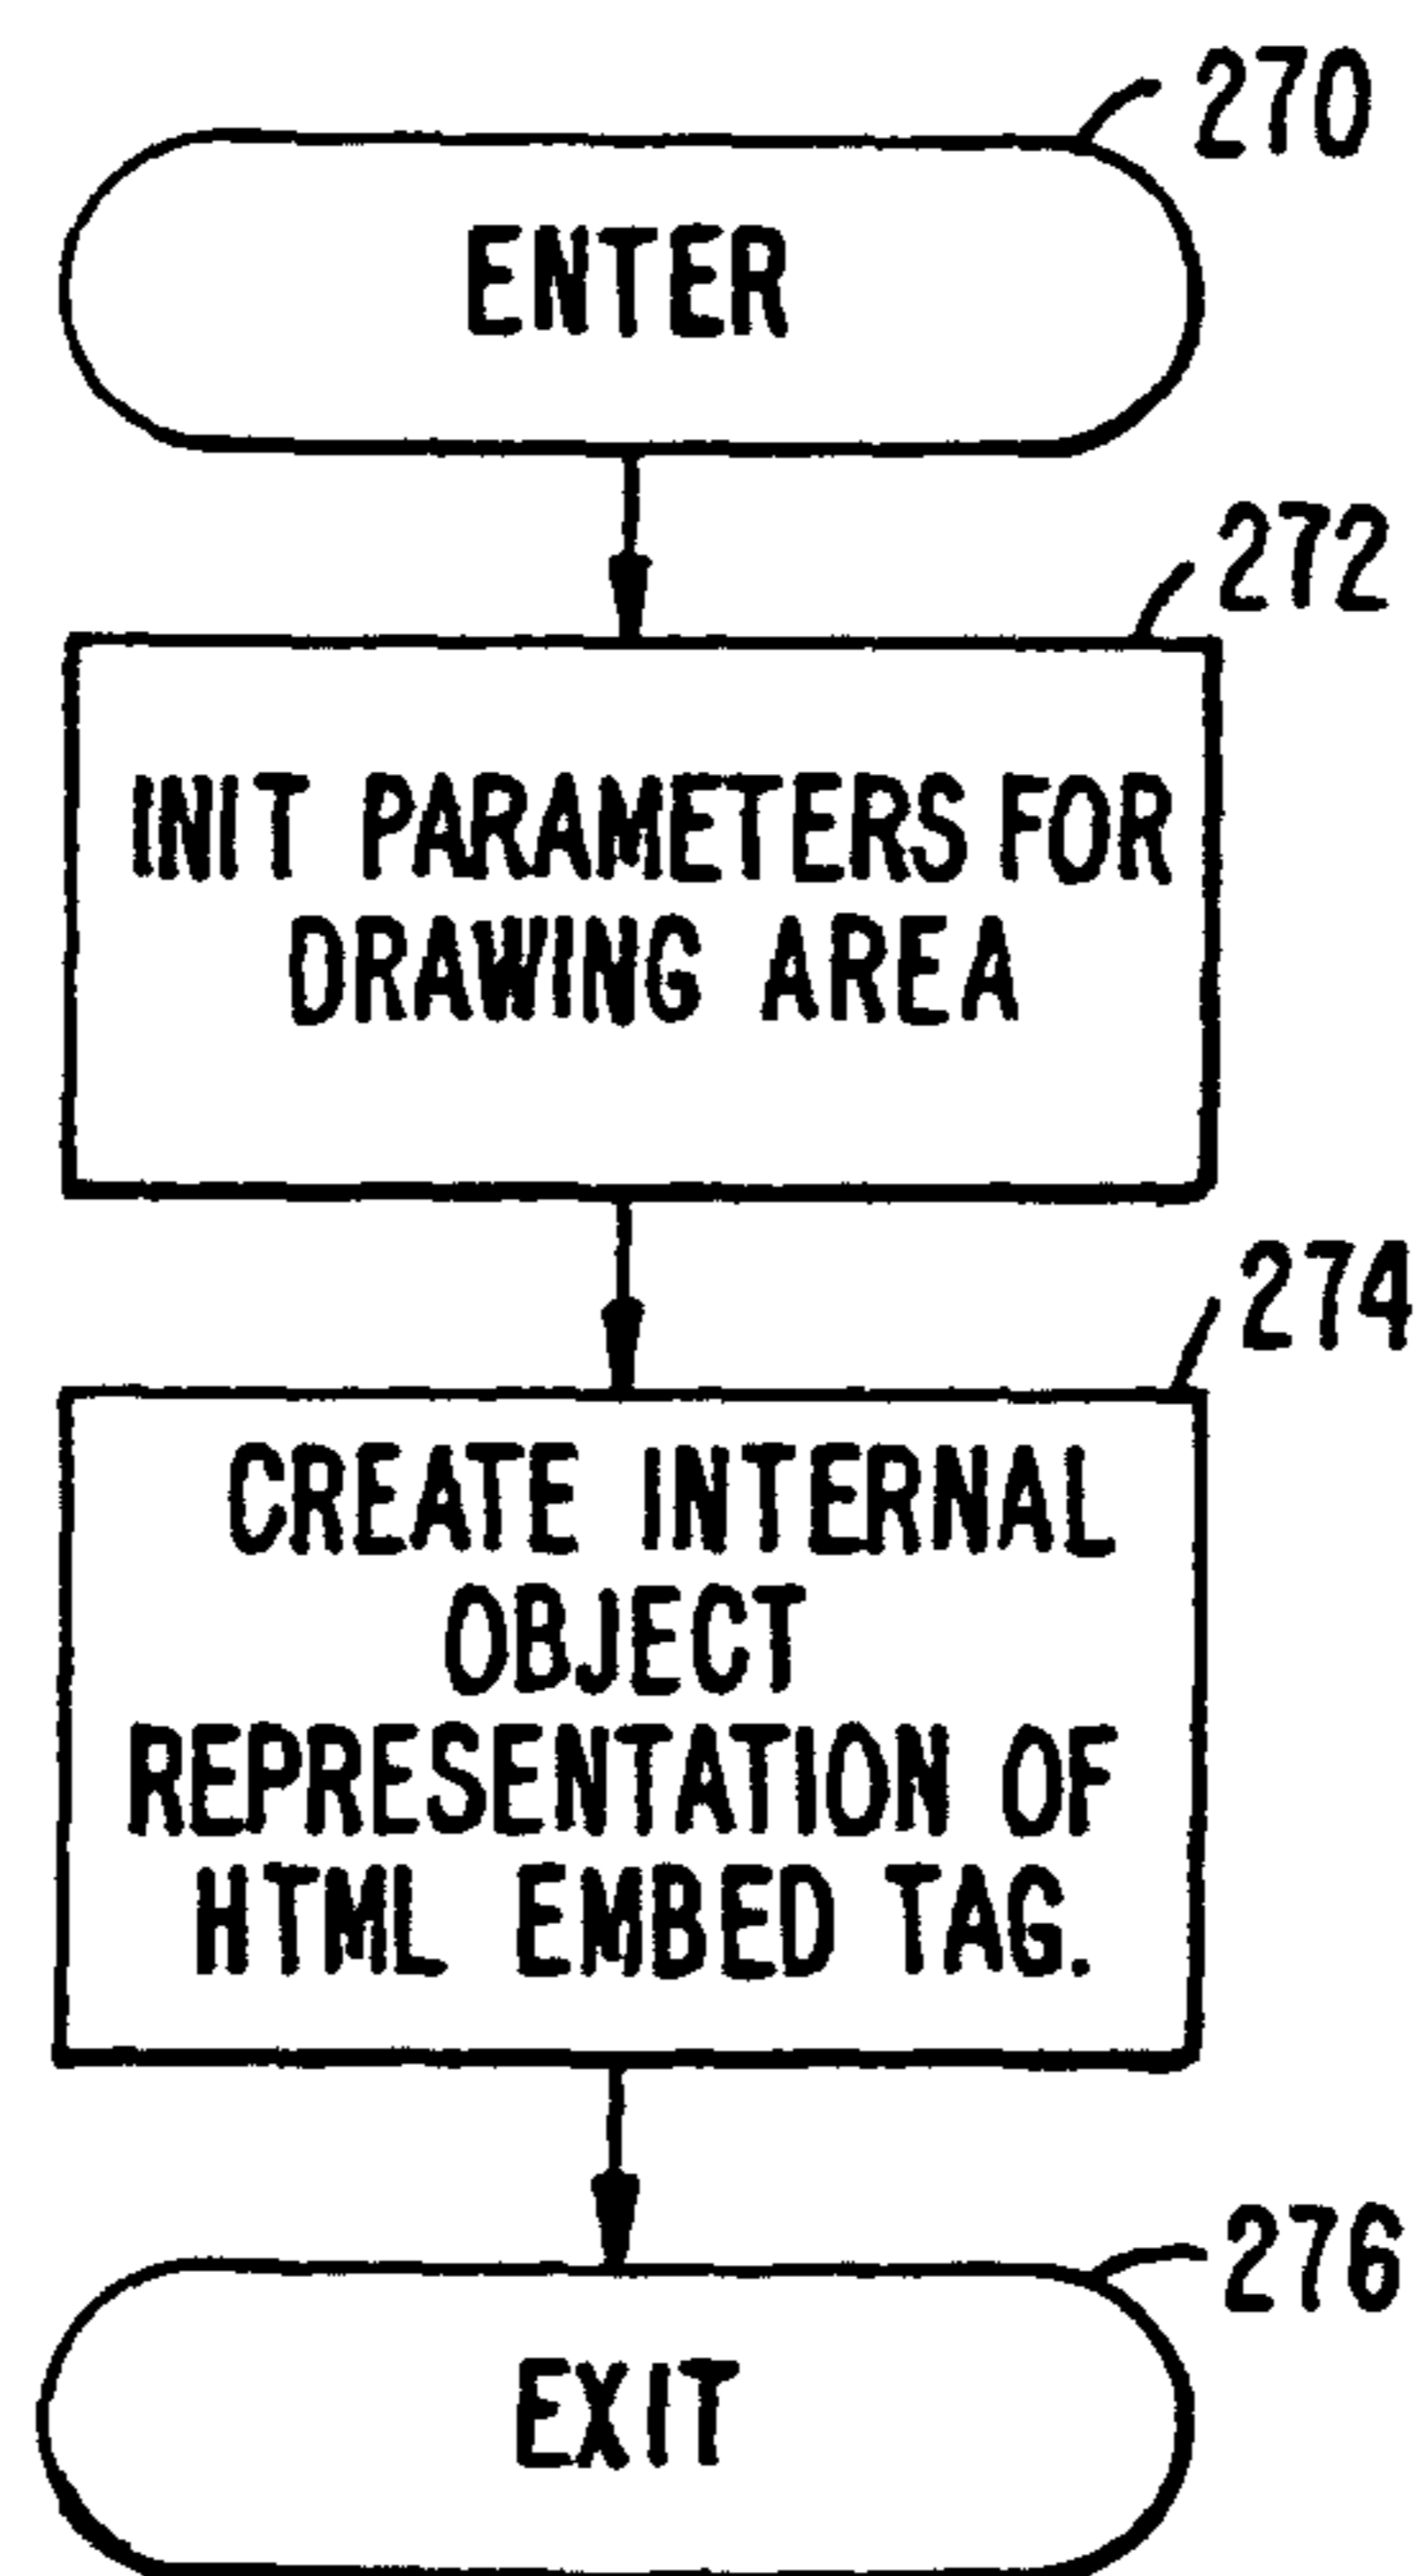 270
ENTER
272
INIT PARAMETERS FOR
DRAWING AREA
274
CREATE INTERNAL
OBJECT
REPRESENTATION OF
HTML EMBED TAG.
276
EXIT